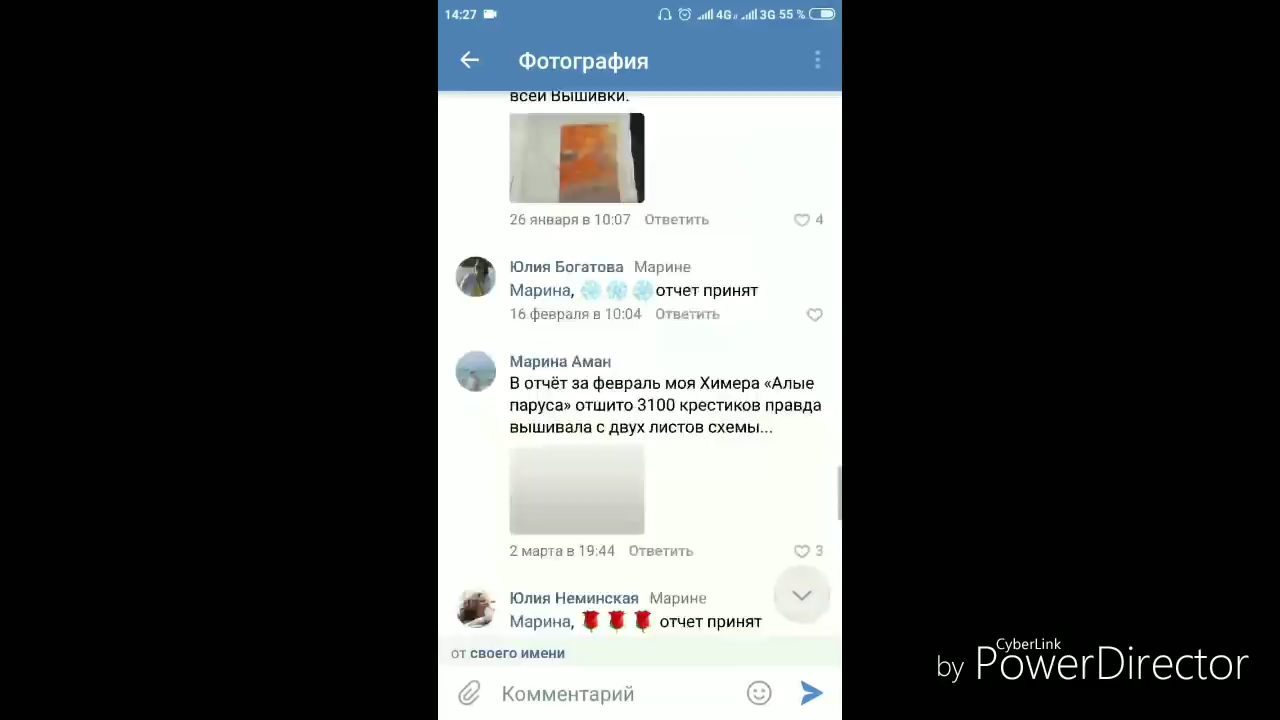 14:27 4G 3G 55 %
Фотография
всей Вышивки.
26 января в 10:07 Ответить 4
Юлия Богатова Марине
Марина, отчет принят
16 февраля в 10:04 Ответить
Марина Аман
В отчёт за февраль моя Химера «Алые
паруса» отшито 3100 крестиков правда
вышивала с двух листов схемы...
2 марта в 19:44 Ответить 3
Юлия Неминская Марине
Марина, отчет принят
от своего имени
Комментарий
by CyberLink PowerDirector